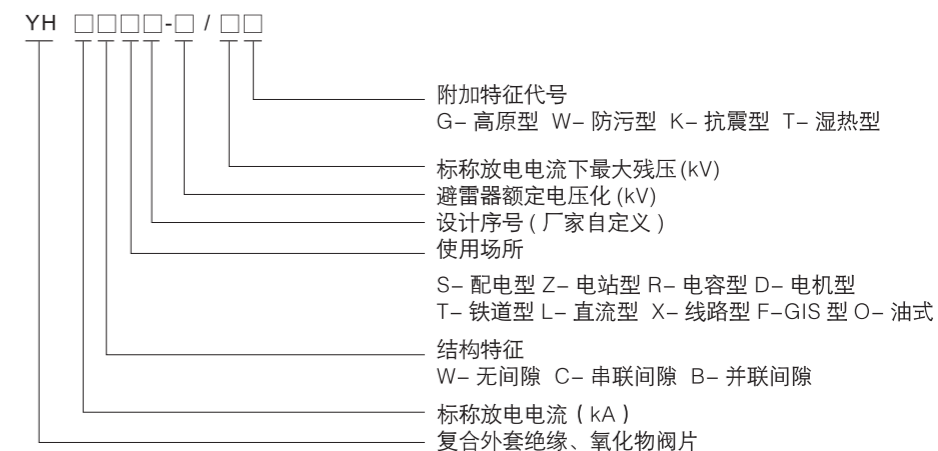 YH □□□□-□ / □□
附加特征代号
G– 高原型 W– 防污型 K– 抗震型 T– 湿热型
标称放电电流下最大残压(kV)
避雷器额定电压化(kV)
设计序号(厂家自定义)
使用场所
S– 配电型 Z– 电站型 R– 电容型 D– 电机型
T– 铁道型 L– 直流型 X– 线路型 F–GIS 型 O– 油式
结构特征
W– 无间隙 C– 串联间隙 B– 并联间隙
标称放电电流(kA)
复合外套绝缘、氧化物阀片